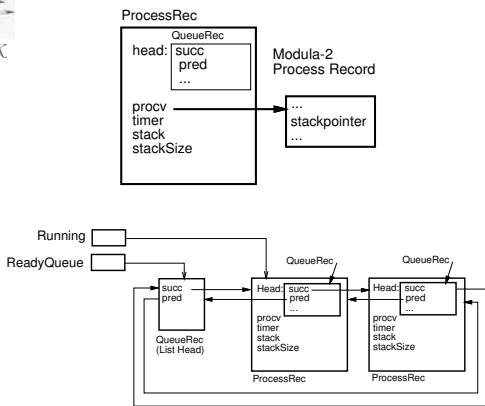 ProcessRec
QueueRec
head: succ
pred
...
Modula-2
Process Record
procv
timer
stack
stackSize
...
stackpointer
...
Running
ReadyQueue
QueueRec
QueueRec
succ
pred
Head: succ
pred
...
Head: succ
pred
...
procv
timer
stack
stackSize
procv
timer
stack
stackSize
QueueRec
(List Head)
ProcessRec
ProcessRec